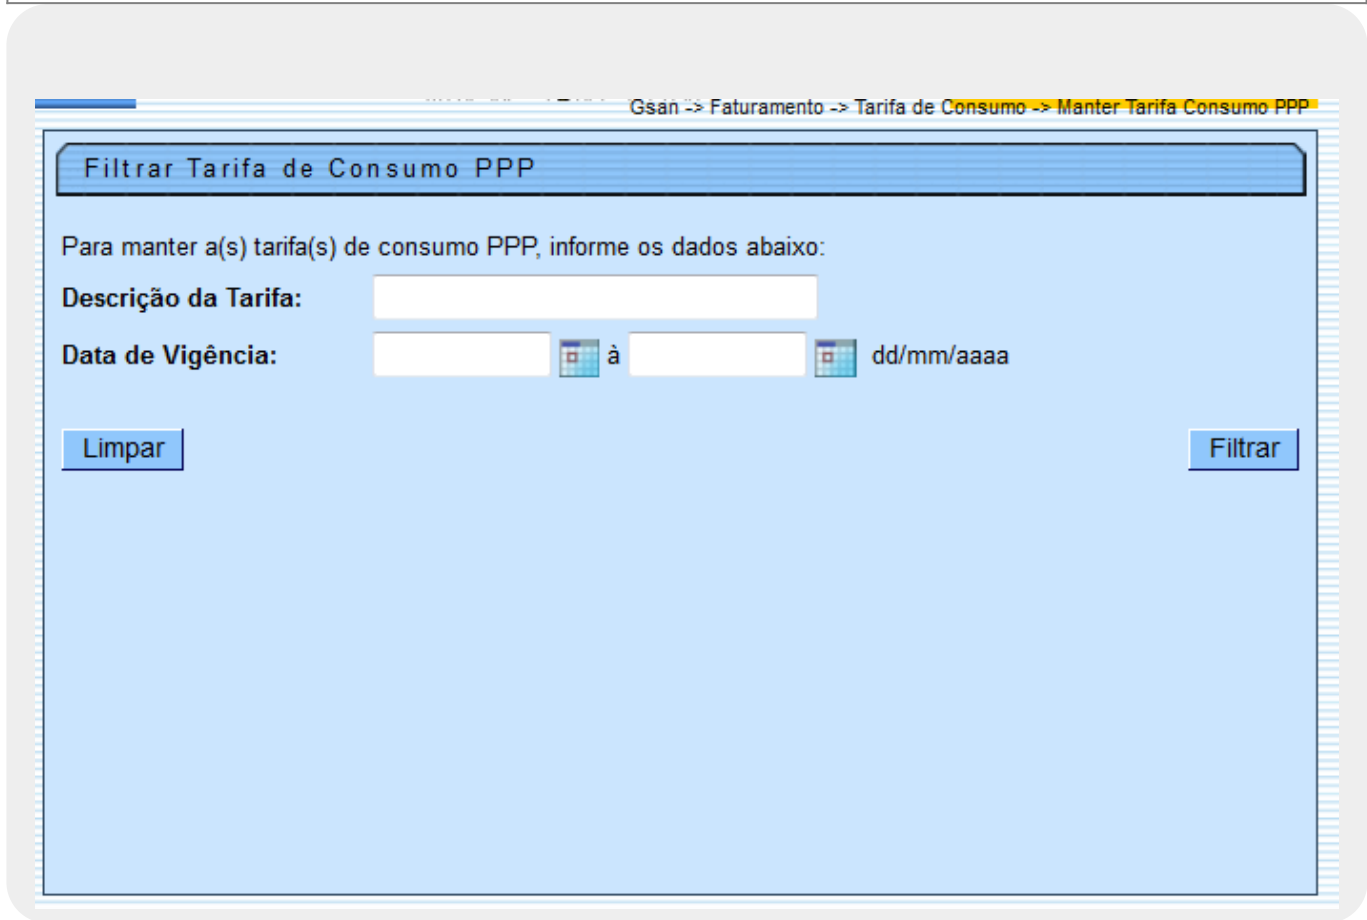 Gsan -> Faturamento -> Tarifa de Consumo -> Manter Tarifa Consumo PPP
Filtrar Tarifa de Consumo PPP
Para manter a(s) tarifa(s) de consumo PPP, informe os dados abaixo:
Descrição da Tarifa:
Data de Vigência: à dd/mm/aaaa
Limpar Filtrar